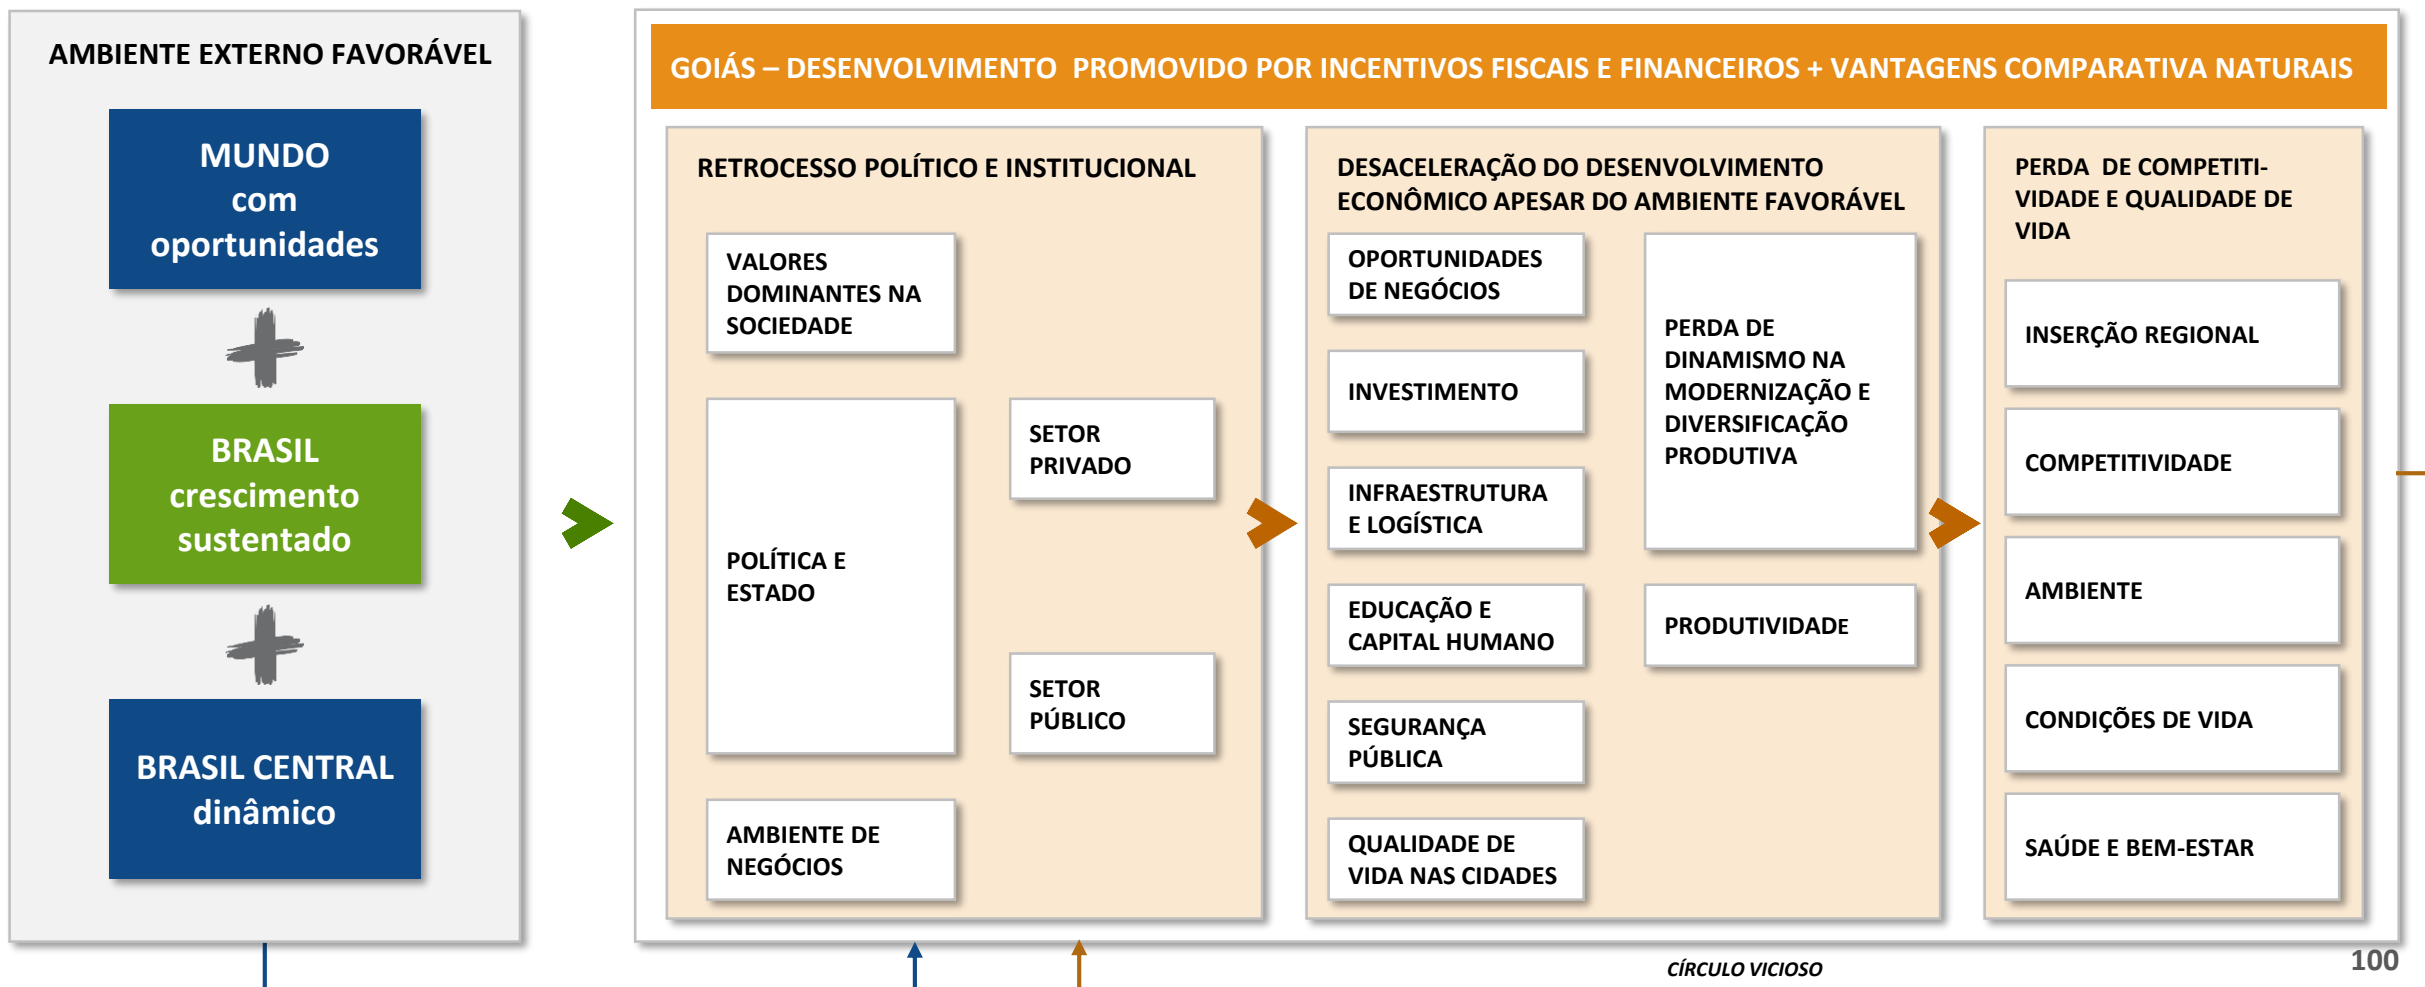 AMBIENTE EXTERNO FAVORÁVEL
MUNDO
com
oportunidades
BRASIL
crescimento
sustentado
BRASIL CENTRAL
dinâmico
GOIÁS – DESENVOLVIMENTO PROMOVIDO POR INCENTIVOS FISCAIS E FINANCEIROS + VANTAGENS COMPARATIVA NATURAIS
RETROCESSO POLÍTICO E INSTITUCIONAL
VALORES
DOMINANTES NA
SOCIEDADE
POLÍTICA E
ESTADO
AMBIENTE DE
NEGÓCIOS
SETOR
PRIVADO
SETOR
PÚBLICO
DESACELERAÇÃO DO DESENVOLVIMENTO
ECONÔMICO APESAR DO AMBIENTE FAVORÁVEL
OPORTUNIDADES
DE NEGÓCIOS
INVESTIMENTO
INFRAESTRUTURA
E LOGÍSTICA
EDUCAÇÃO E
CAPITAL HUMANO
SEGURANÇA
PÚBLICA
QUALIDADE DE
VIDA NAS CIDADES
PERDA DE
DINAMISMO NA
MODERNIZAÇÃO E
DIVERSIFICAÇÃO
PRODUTIVA
PRODUTIVIDADE
PERDA DE COMPETITI-
VIDADE E QUALIDADE DE
VIDA
INSERÇÃO REGIONAL
COMPETITIVIDADE
AMBIENTE
CONDIÇÕES DE VIDA
SAÚDE E BEM-ESTAR
CÍRCULO VICIOSO
100